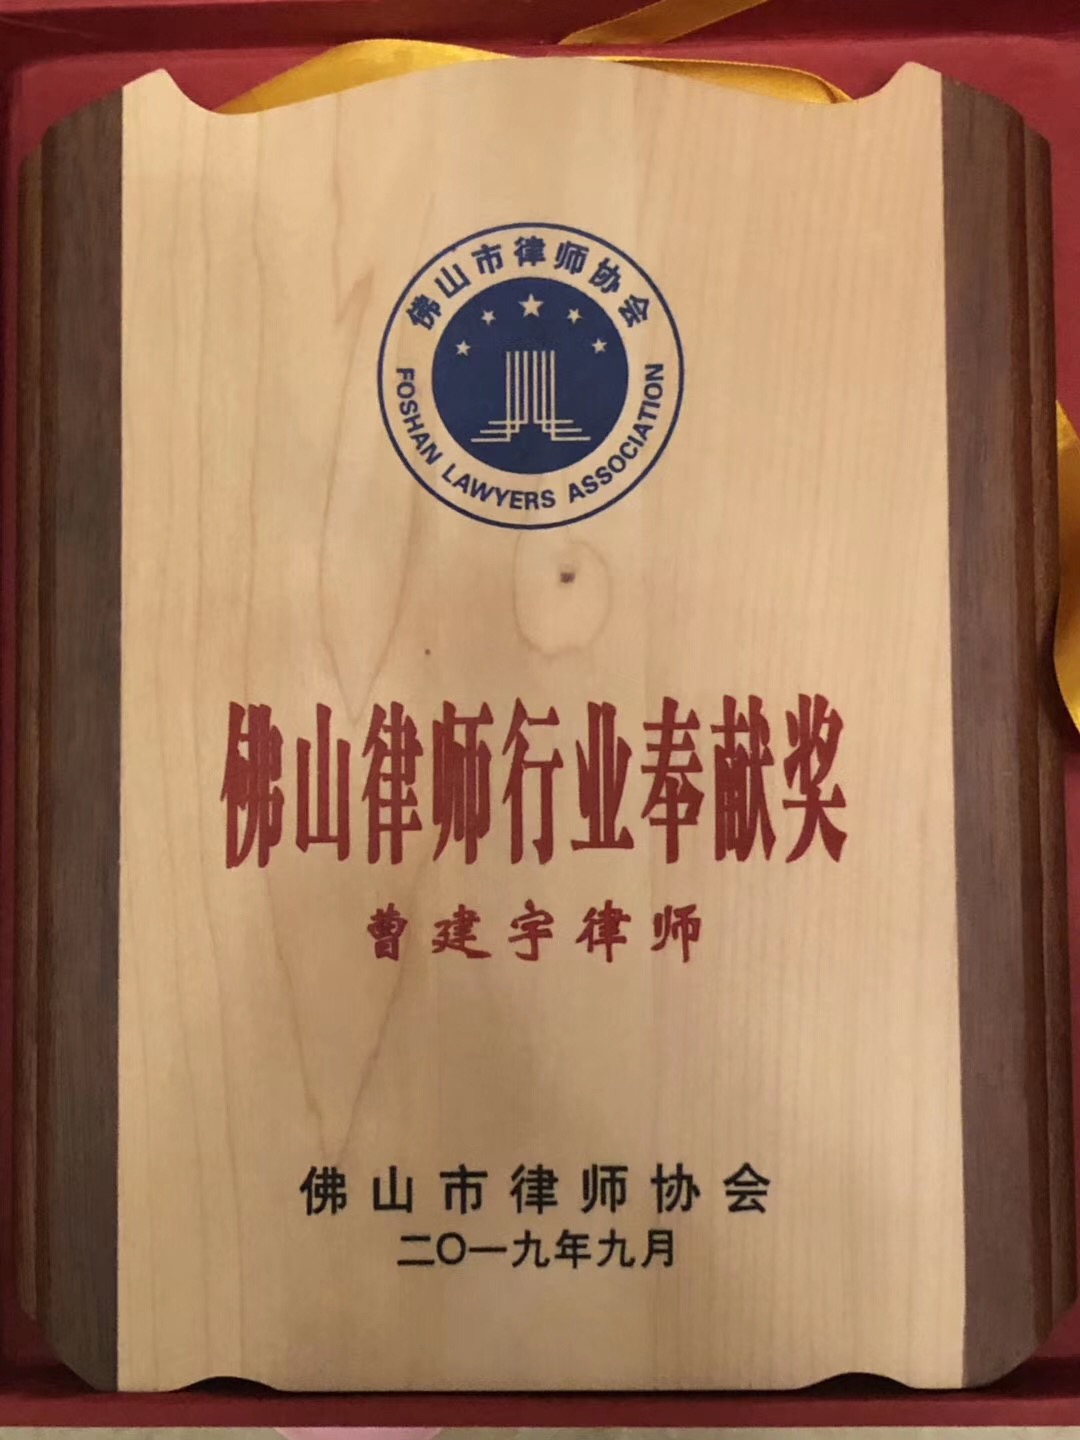 佛山市律师协会
FOSHAN LAWYERS ASSOCIATION
佛山律师行业奉献奖
曹建宇律师
佛山市律师协会
二〇一九年九月